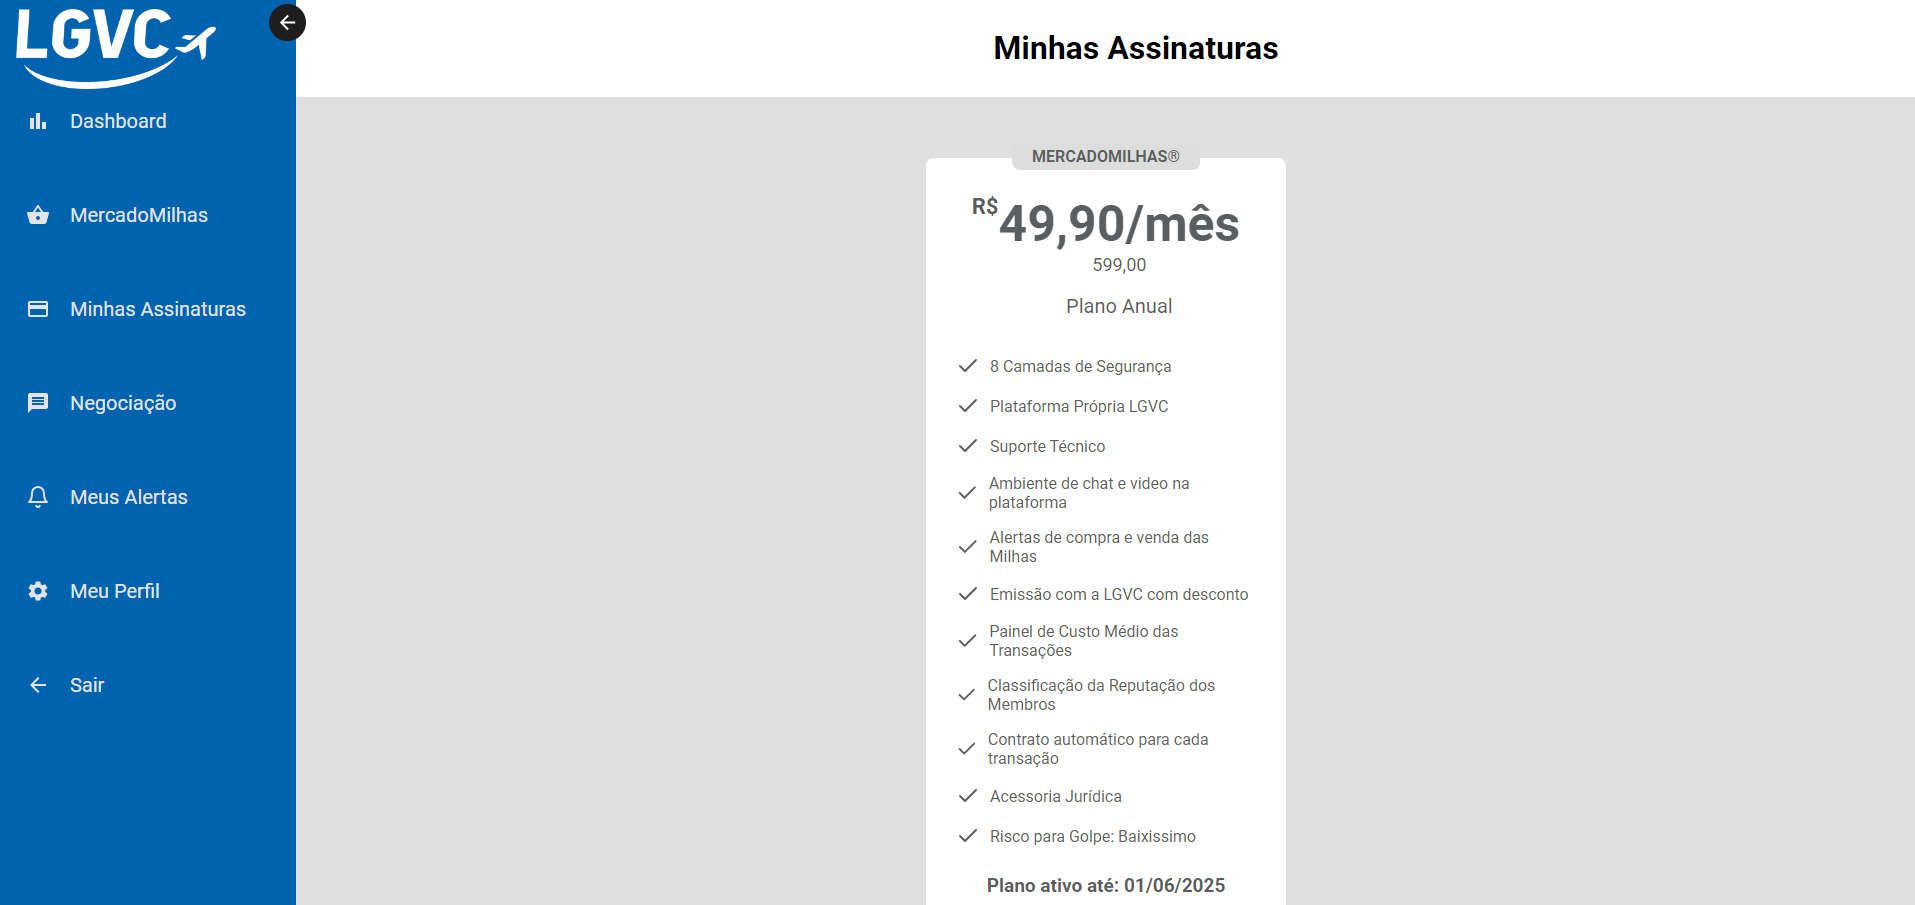 LGVC
Dashboard
MercadoMilhas
Minhas Assinaturas
Negociação
Meus Alertas
Meu Perfil
Sair
Minhas Assinaturas
MERCADOMILHAS®
R$49,90/mês
599,00
Plano Anual
8 Camadas de Segurança
Plataforma Própria LGVC
Suporte Técnico
Ambiente de chat e video na
plataforma
Alertas de compra e venda das
Milhas
Emissão com a LGVC com desconto
Painel de Custo Médio das
Transações
Classificação da Reputação dos
Membros
Contrato automático para cada
transação
Acessoria Jurídica
Risco para Golpe: Baixissimo
Plano ativo até: 01/06/2025